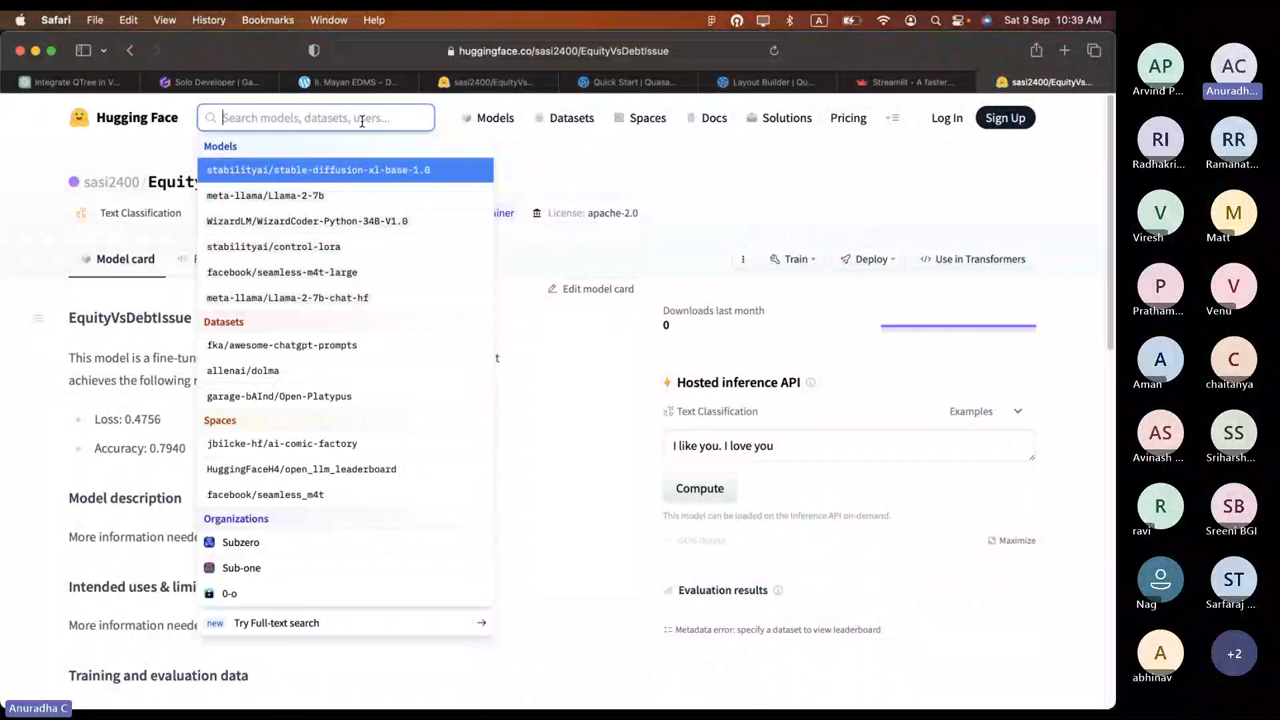 Safari File Edit View History Bookmarks Window Help
A Sat 9 Sep 10:39 AM
huggingface.co/sasi2400/EquityVsDebtIssue
Integrate QTree in V...
Solo Developer | Ga...
8. Mayan EDMS – D...
sasi2400/EquityVs...
Quick Start | Quasa...
Layout Builder | Qu...
Streamlit - A faster...
sasi2400/EquityVs...
Hugging Face
Search models, datasets, users...
Models
Datasets
Spaces
Docs
Solutions
Pricing
Log In
Sign Up
Models
stabilityai/stable-diffusion-xl-base-1.0
meta-llama/Llama-2-7b
WizardLM/WizardCoder-Python-34B-V1.0
stabilityai/control-lora
facebook/seamless-m4t-large
meta-llama/Llama-2-7b-chat-hf
Datasets
fka/awesome-chatgpt-prompts
allenai/dolma
garage-bAInd/Open-Platypus
Spaces
jbilcke-hf/ai-comic-factory
HuggingFaceH4/open_llm_leaderboard
facebook/seamless_m4t
Organizations
Subzero
Sub-one
0-o
new Try Full-text search
sasi2400/Equity
Text Classification
ainer
License: apache-2.0
Model card
Train
Deploy
</> Use in Transformers
Edit model card
EquityVsDebtIssue
This model is a fine-tun
t
achieves the following r
Loss: 0.4756
Accuracy: 0.7940
Model description
More information neede
Intended uses & limi
More information neede
Training and evaluation data
Downloads last month
0
Hosted inference API
Text Classification
Examples
I like you. I love you
Compute
This model can be loaded on the Inference API on-demand.
JSON Output
Maximize
Evaluation results
Metadata error: specify a dataset to view leaderboard
AP
Arvind P...
AC
Anuradh...
RI
Radhakri...
RR
Ramanat...
V
Viresh
M
Matt
P
Pratham...
V
Venu
A
Aman
C
chaitanya
AS
Avinash ...
SS
Sriharsh...
R
ravi
SB
Sreeni BGI
Nag
ST
Sarfaraj ...
A
abhinav
+2
Anuradha C